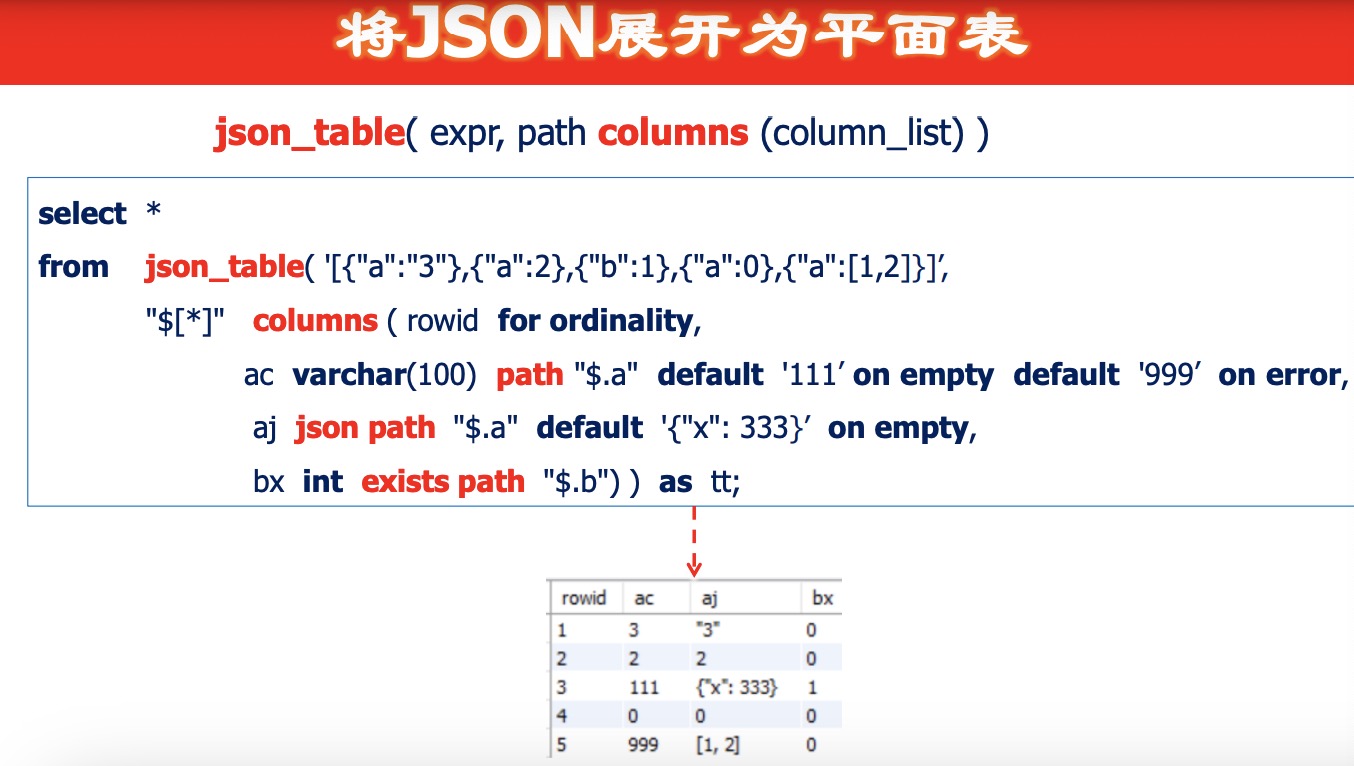 将JSON展开为平面表
json_table( expr, path columns (column_list) )
select *
from json_table( '[{"a":"3"},{"a":2},{"b":1},{"a":0},{"a":[1,2]}]’,
"$[*]" columns ( rowid for ordinality,
ac varchar(100) path "$.a" default '111’ on empty default '999’ on error,
aj json path "$.a" default '{"x": 333}’ on empty,
bx int exists path "$.b") ) as tt;
rowid ac aj bx
1 3 "3" 0
2 2 2 0
3 111 {"x": 333} 1
4 0 0 0
5 999 [1, 2] 0